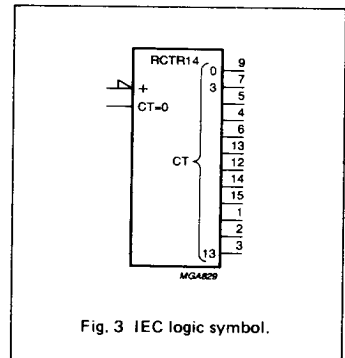 RCTR14
0 9
3 7
5
+ 4
CT=0 6
13
CT 12
14
15
1
2
13 3
MGA829
Fig. 3 IEC logic symbol.